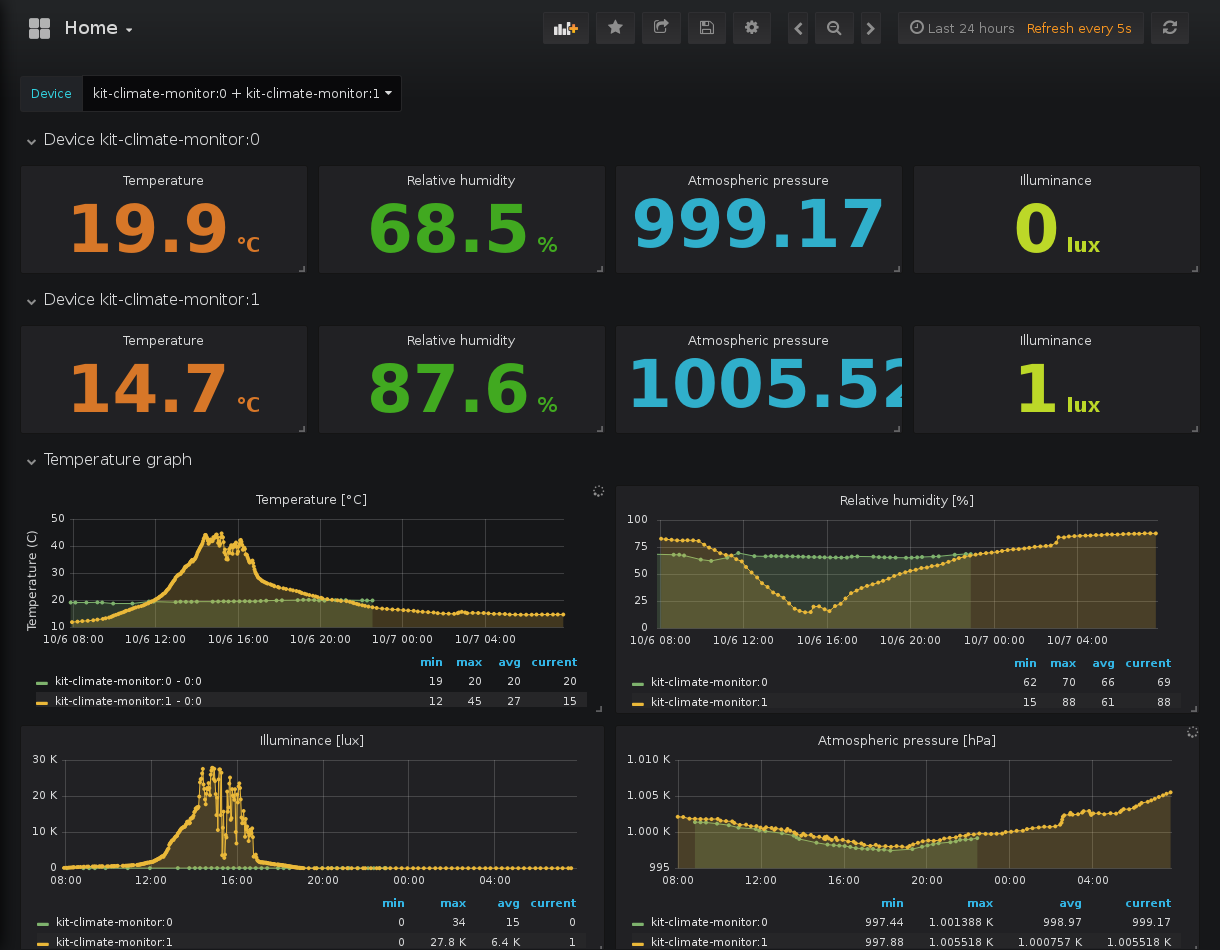 Home
Last 24 hours Refresh every 5s
Device kit-climate-monitor:0 + kit-climate-monitor:1
Device kit-climate-monitor:0
Temperature Relative humidity Atmospheric pressure Illuminance
19.9 °C 68.5 % 999.17 0 lux
Device kit-climate-monitor:1
Temperature Relative humidity Atmospheric pressure Illuminance
14.7 °C 87.6 % 1005.52 1 lux
Temperature graph
Temperature [°C]
Temperature (C)
50
40
30
20
10
10/6 08:00 10/6 12:00 10/6 16:00 10/6 20:00 10/7 00:00 10/7 04:00
min max avg current
kit-climate-monitor:0 - 0:0 19 20 20 20
kit-climate-monitor:1 - 0:0 12 45 27 15
Relative humidity [%]
100
75
50
25
0
10/6 08:00 10/6 12:00 10/6 16:00 10/6 20:00 10/7 00:00 10/7 04:00
min max avg current
kit-climate-monitor:0 62 70 66 69
kit-climate-monitor:1 15 88 61 88
Illuminance [lux]
30 K
20 K
10 K
0
08:00 12:00 16:00 20:00 00:00 04:00
min max avg current
kit-climate-monitor:0 0 34 15 0
kit-climate-monitor:1 0 27.8 K 6.4 K 1
Atmospheric pressure [hPa]
1.010 K
1.005 K
1.000 K
995
08:00 12:00 16:00 20:00 00:00 04:00
min max avg current
kit-climate-monitor:0 997.44 1.001388 K 998.97 999.17
kit-climate-monitor:1 997.88 1.005518 K 1.000757 K 1.005518 K